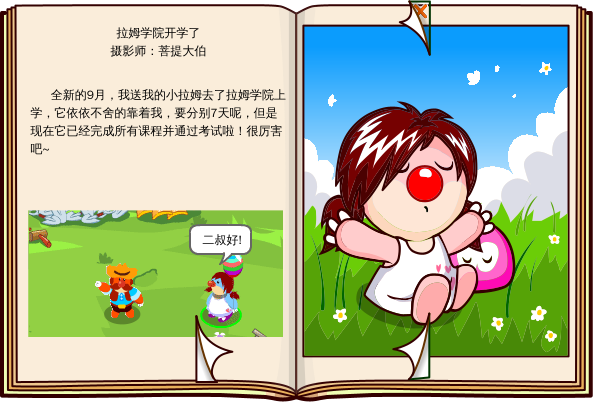 拉姆学院开学了
摄影师：菩提大伯
全新的9月，我送我的小拉姆去了拉姆学院上
学，它依依不舍的靠着我，要分别7天呢，但是
现在它已经完成所有课程并通过考试啦！很厉害
吧~
二叔好!